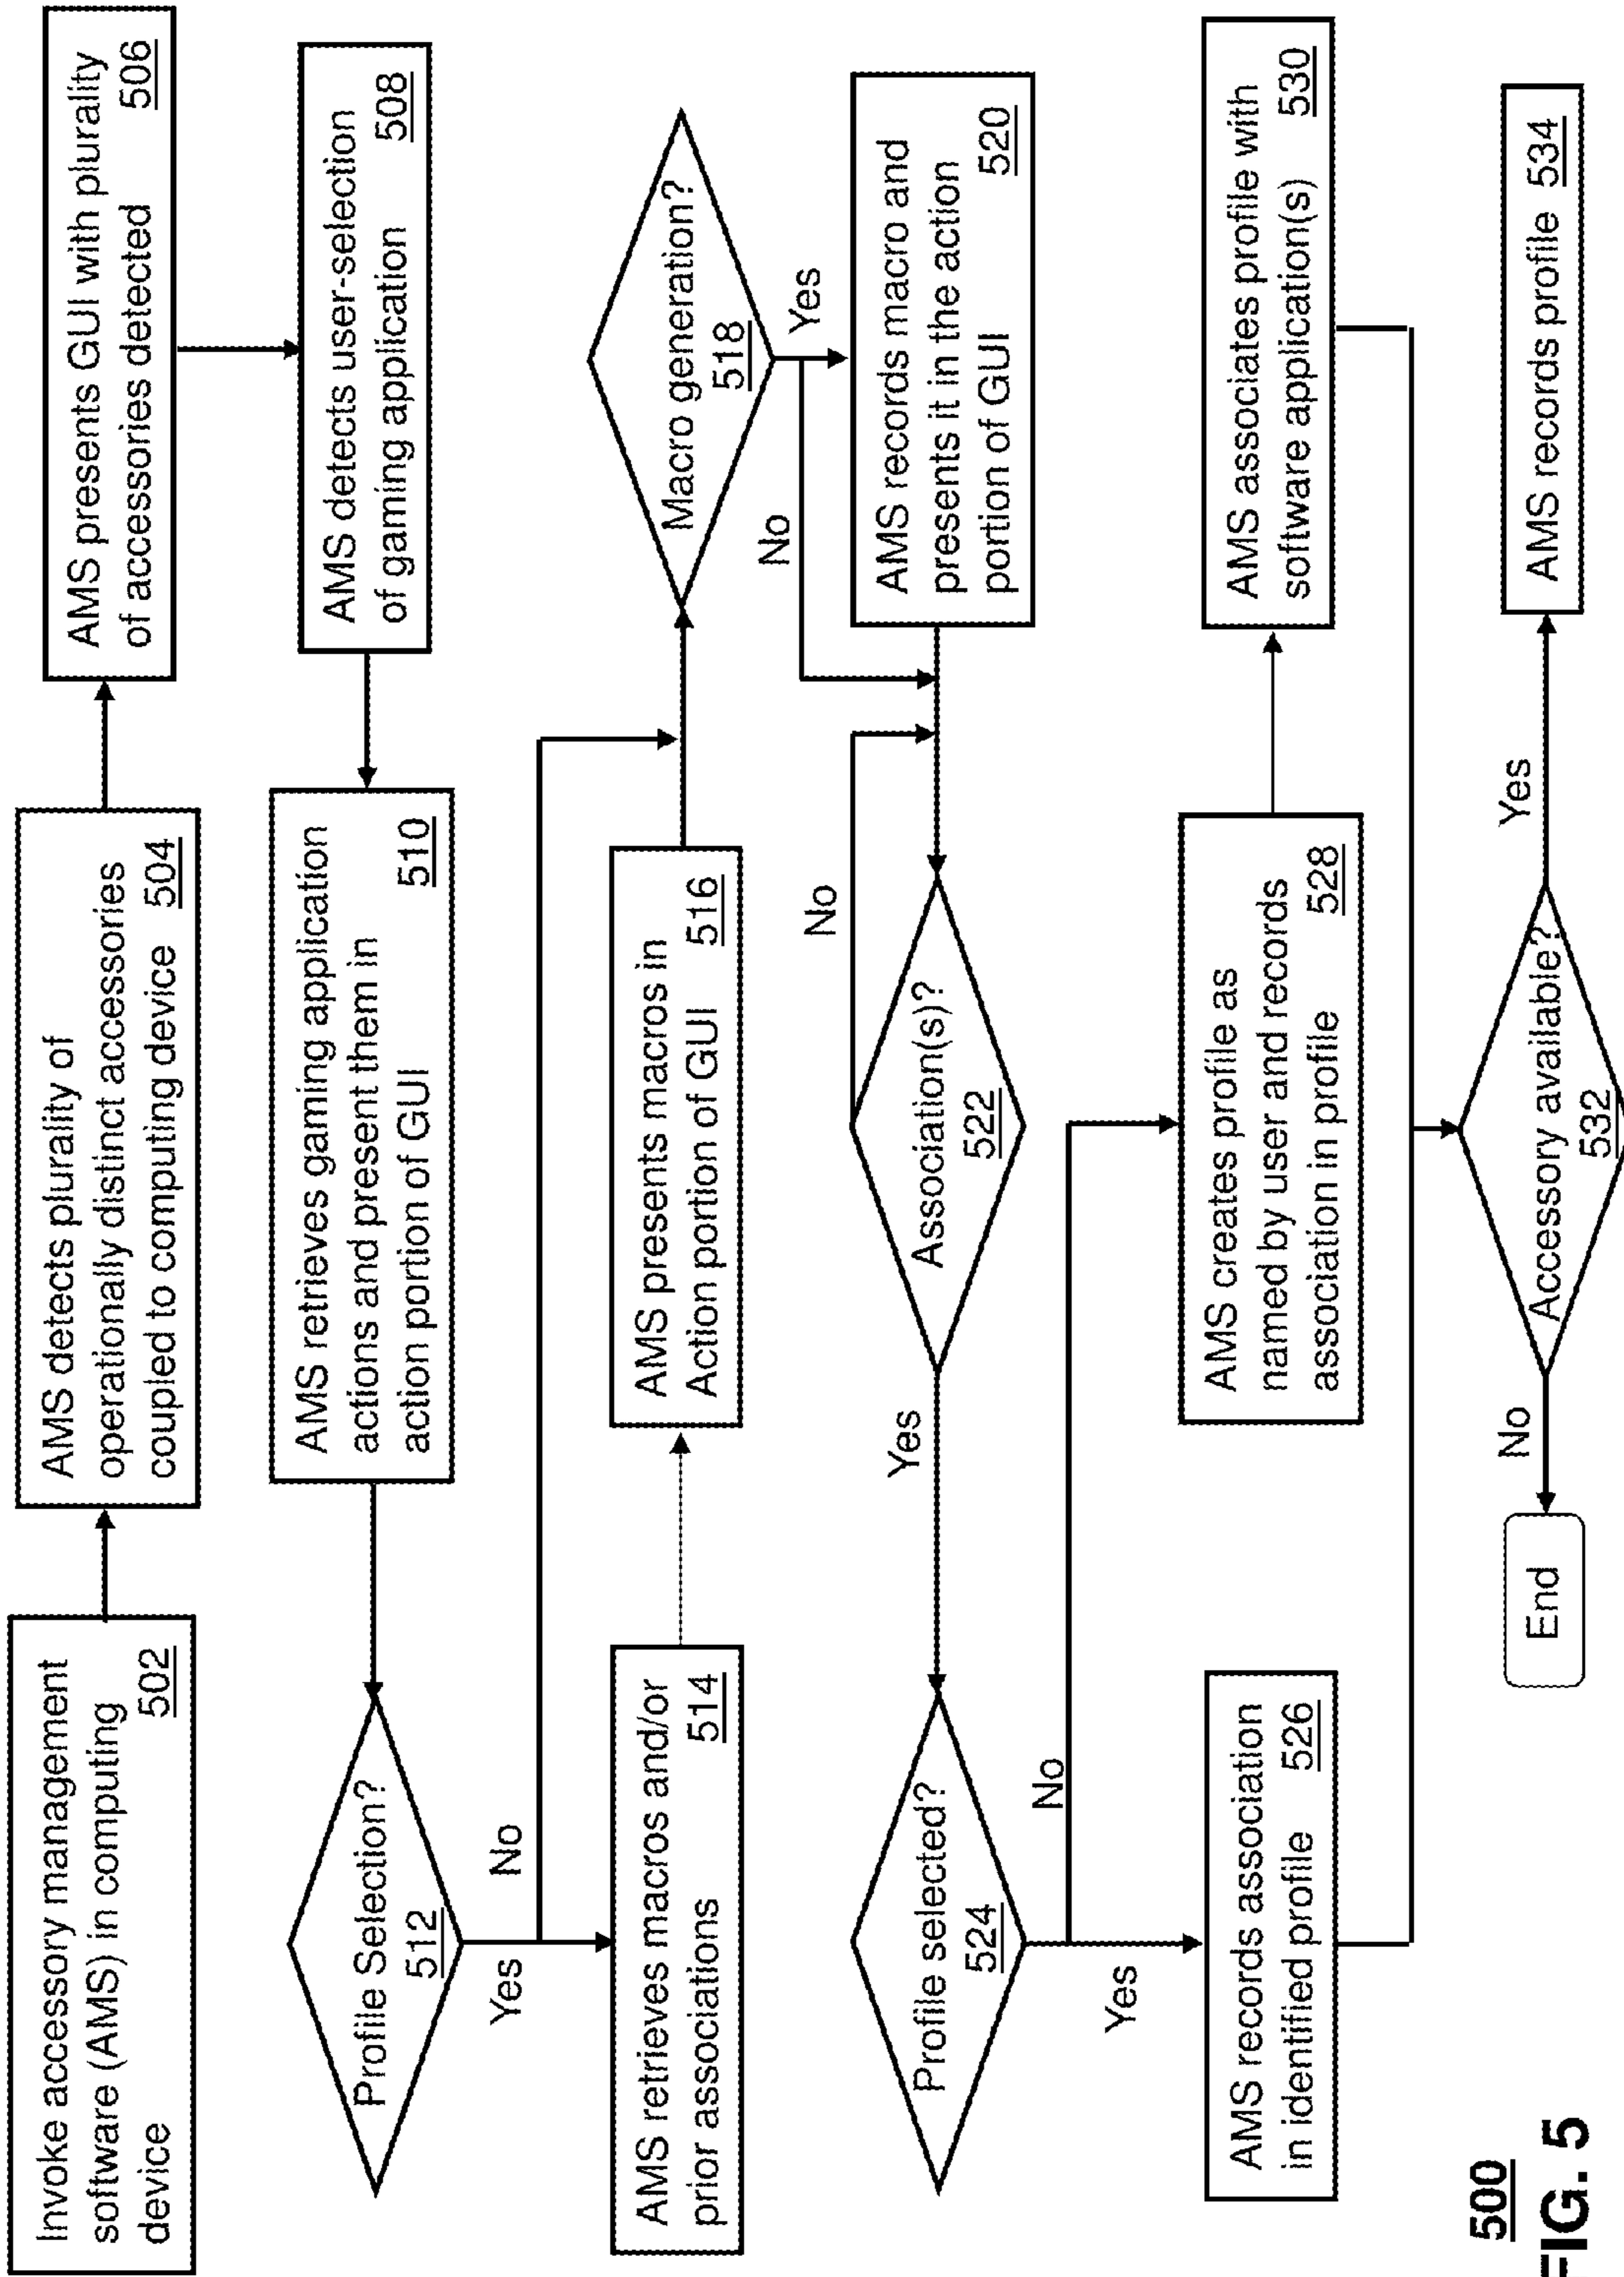 Invoke accessory management
software (AMS) in computing
device 502
AMS detects plurality of
operationally distinct accessories
coupled to computing device 504
AMS presents GUI with plurality
of accessories detected 506
AMS detects user-selection
of gaming application 508
AMS retrieves gaming application
actions and present them in
action portion of GUI 510
Profile Selection?
512
No
Yes
AMS retrieves macros and/or
prior associations 514
AMS presents macros in
Action portion of GUI 516
Macro generation?
518
No
Yes
AMS records macro and
presents it in the action
portion of GUI 520
Association(s)?
522
No
Yes
Profile selected?
524
No
Yes
AMS records association
in identified profile 526
AMS creates profile as
named by user and records
association in profile 528
AMS associates profile with
software application(s) 530
Accessory available?
532
No
Yes
End
AMS records profile 534
500
FIG. 5